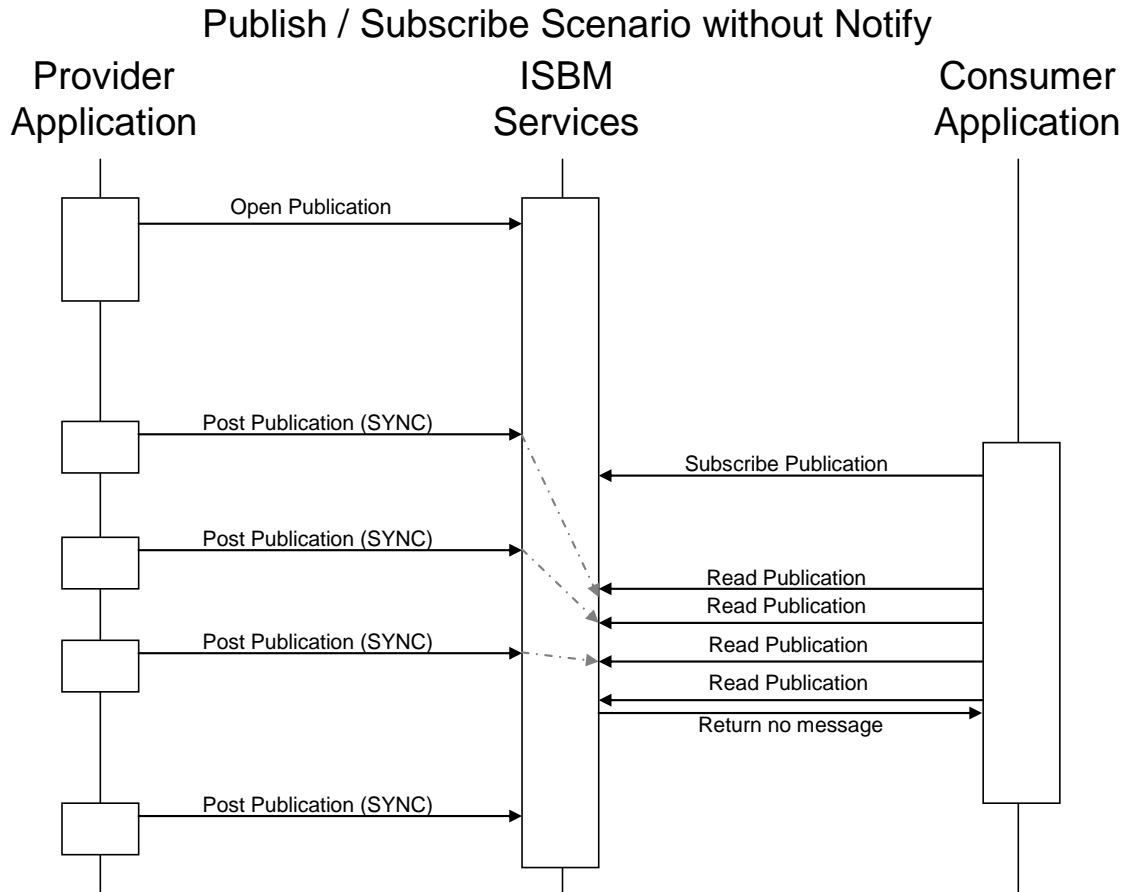 Publish / Subscribe Scenario without Notify
Provider
Application
ISBM
Services
Consumer
Application
Open Publication
Post Publication (SYNC)
Subscribe Publication
Post Publication (SYNC)
Read Publication
Read Publication
Post Publication (SYNC)
Read Publication
Read Publication
Return no message
Post Publication (SYNC)